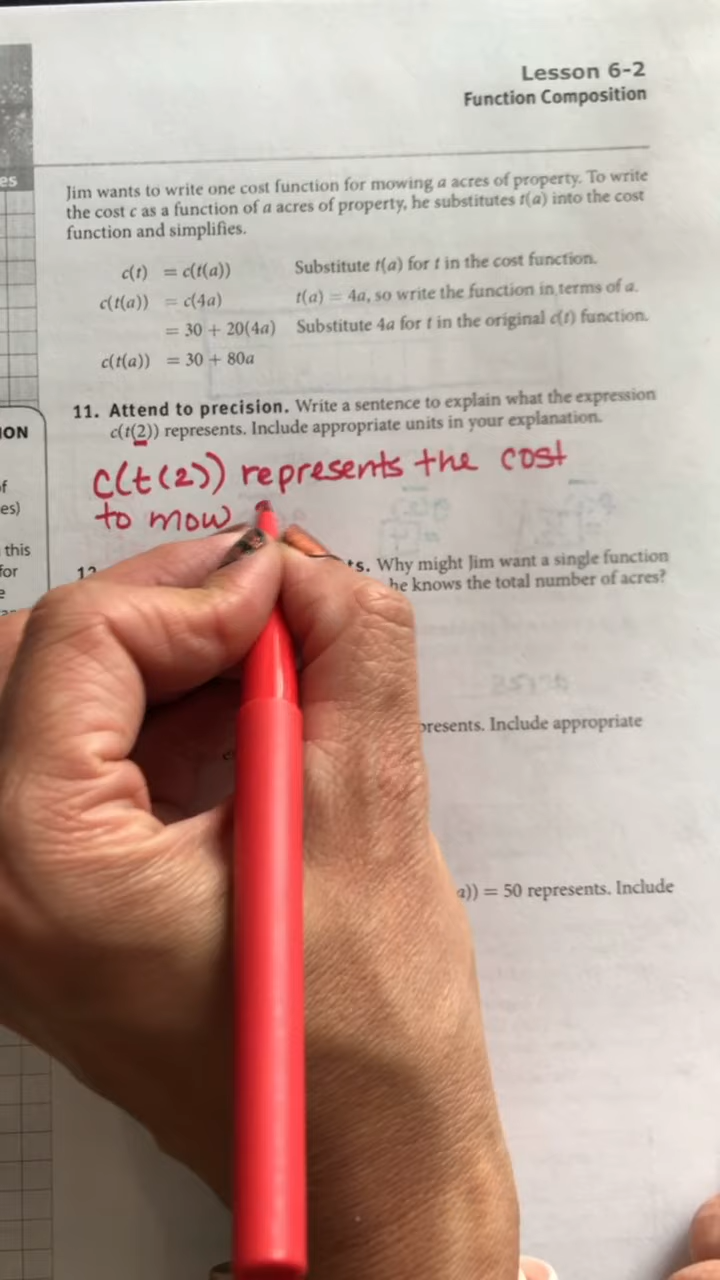 Lesson 6-2
Function Composition
es
Jim wants to write one cost function for mowing a acres of property. To write
the cost c as a function of a acres of property, he substitutes t(a) into the cost
function and simplifies.
c(t) = c(t(a)) Substitute t(a) for t in the cost function.
c(t(a)) = c(4a) t(a) = 4a, so write the function in terms of a.
= 30 + 20(4a) Substitute 4a for t in the original c(t) function.
c(t(a)) = 30 + 80a
11. Attend to precision. Write a sentence to explain what the expression
c(t(2)) represents. Include appropriate units in your explanation.
ON
c(t(2)) represents the cost
to mow
f
es)
this
for
e
12
ts. Why might Jim want a single function
he knows the total number of acres?
presents. Include appropriate
a)) = 50 represents. Include